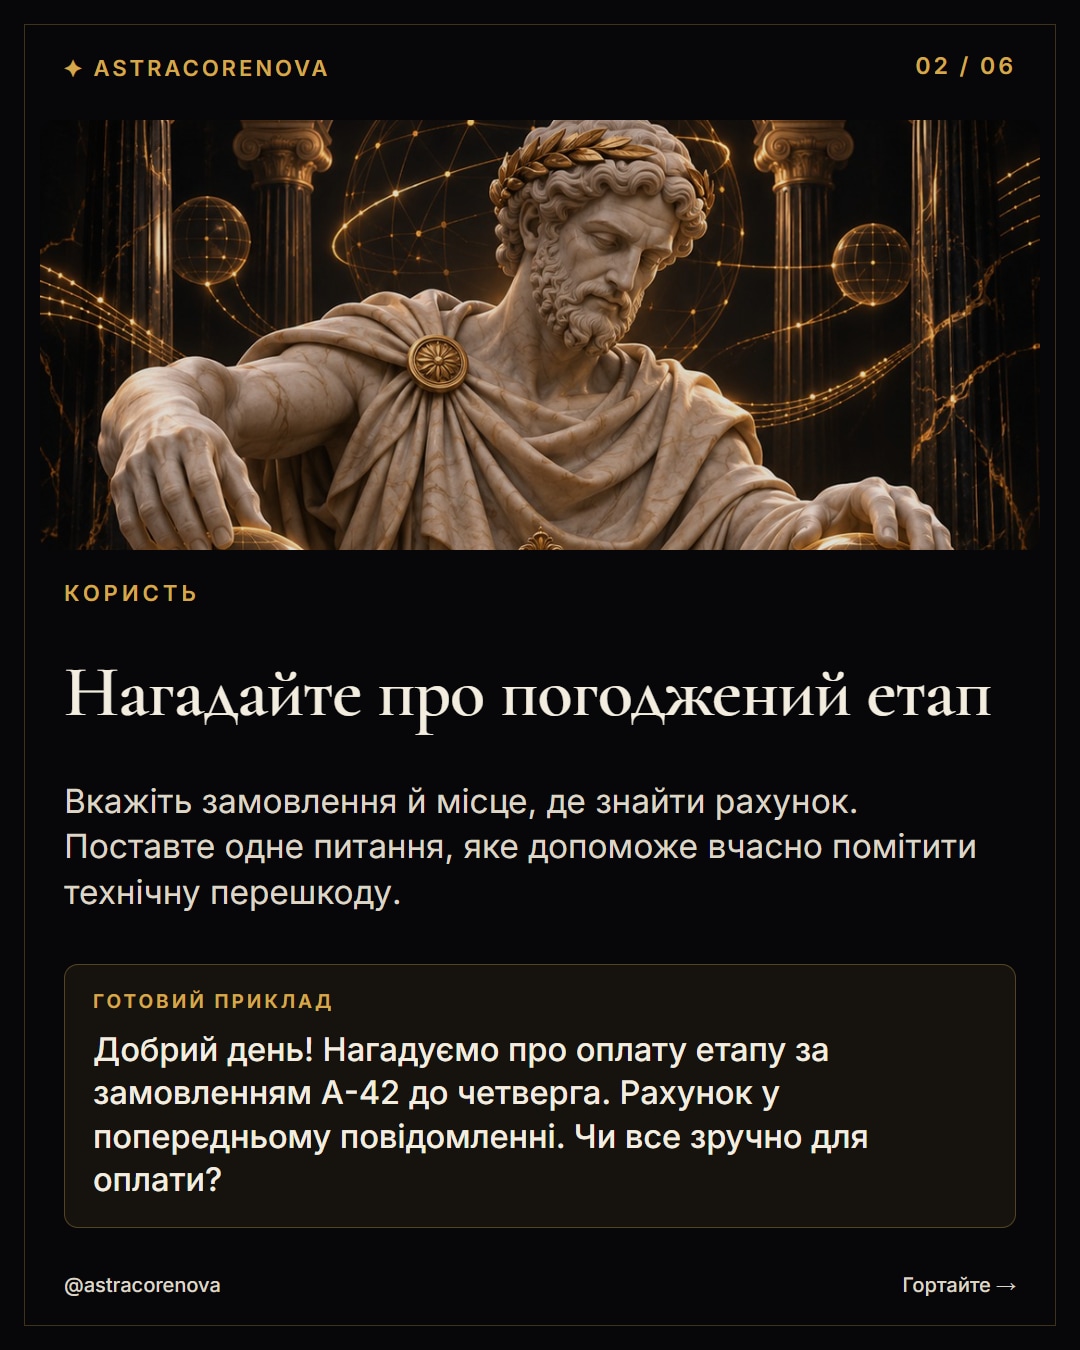 ✦ ASTRACORENOVA
02 / 06
КОРИСТЬ
Нагадайте про погоджений етап
Вкажіть замовлення й місце, де знайти рахунок.
Поставте одне питання, яке допоможе вчасно помітити
технічну перешкоду.
ГОТОВИЙ ПРИКЛАД
Добрий день! Нагадуємо про оплату етапу за
замовленням А-42 до четверга. Рахунок у
попередньому повідомленні. Чи все зручно для
оплати?
@astracorenova
Гортайте →